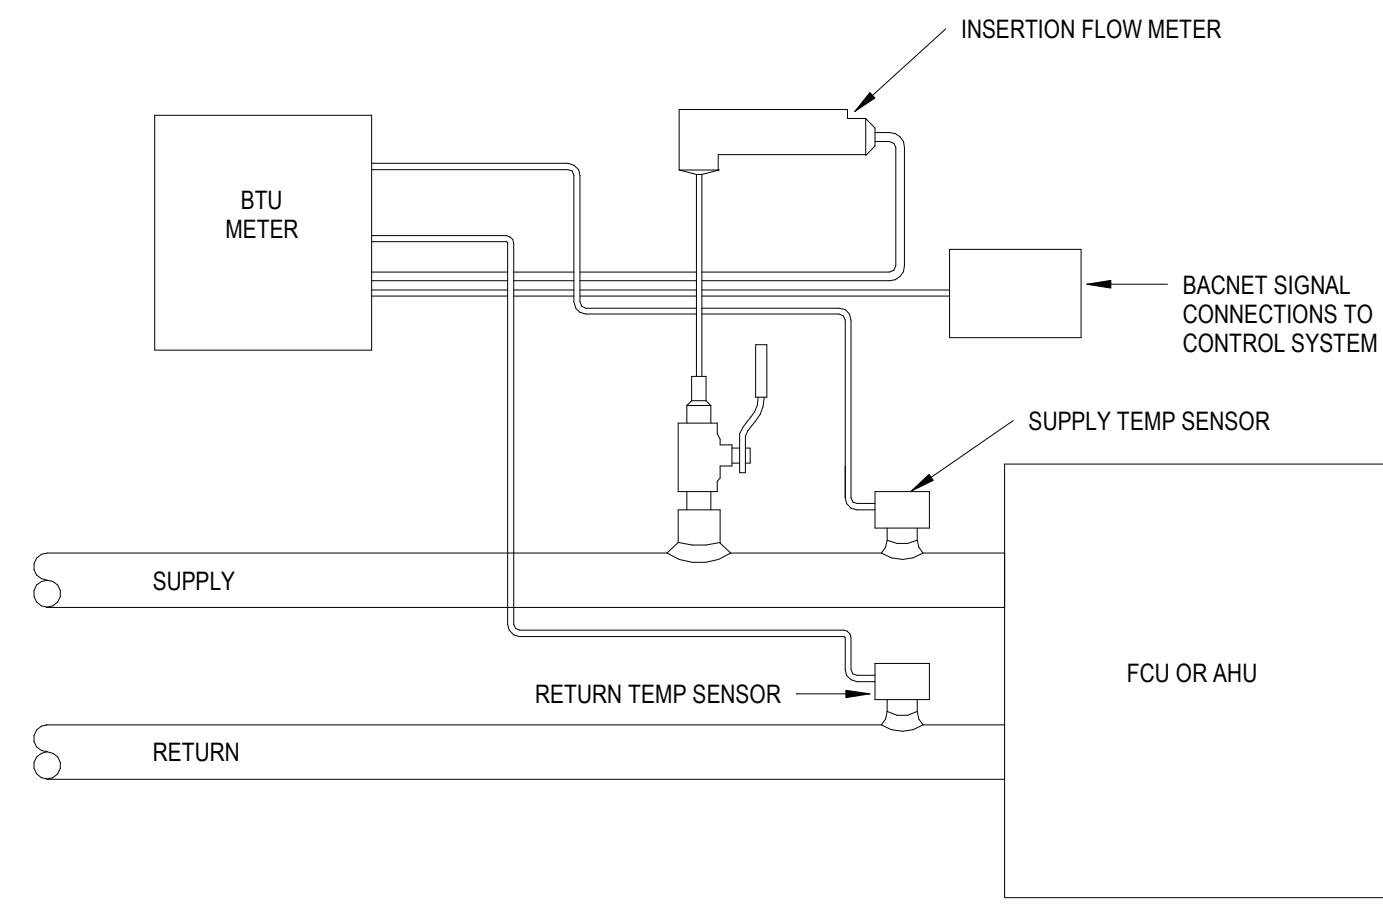 INSERTION FLOW METER
BTU
METER
BACNET SIGNAL
CONNECTIONS TO
CONTROL SYSTEM
SUPPLY TEMP SENSOR
SUPPLY
FCU OR AHU
RETURN TEMP SENSOR
RETURN